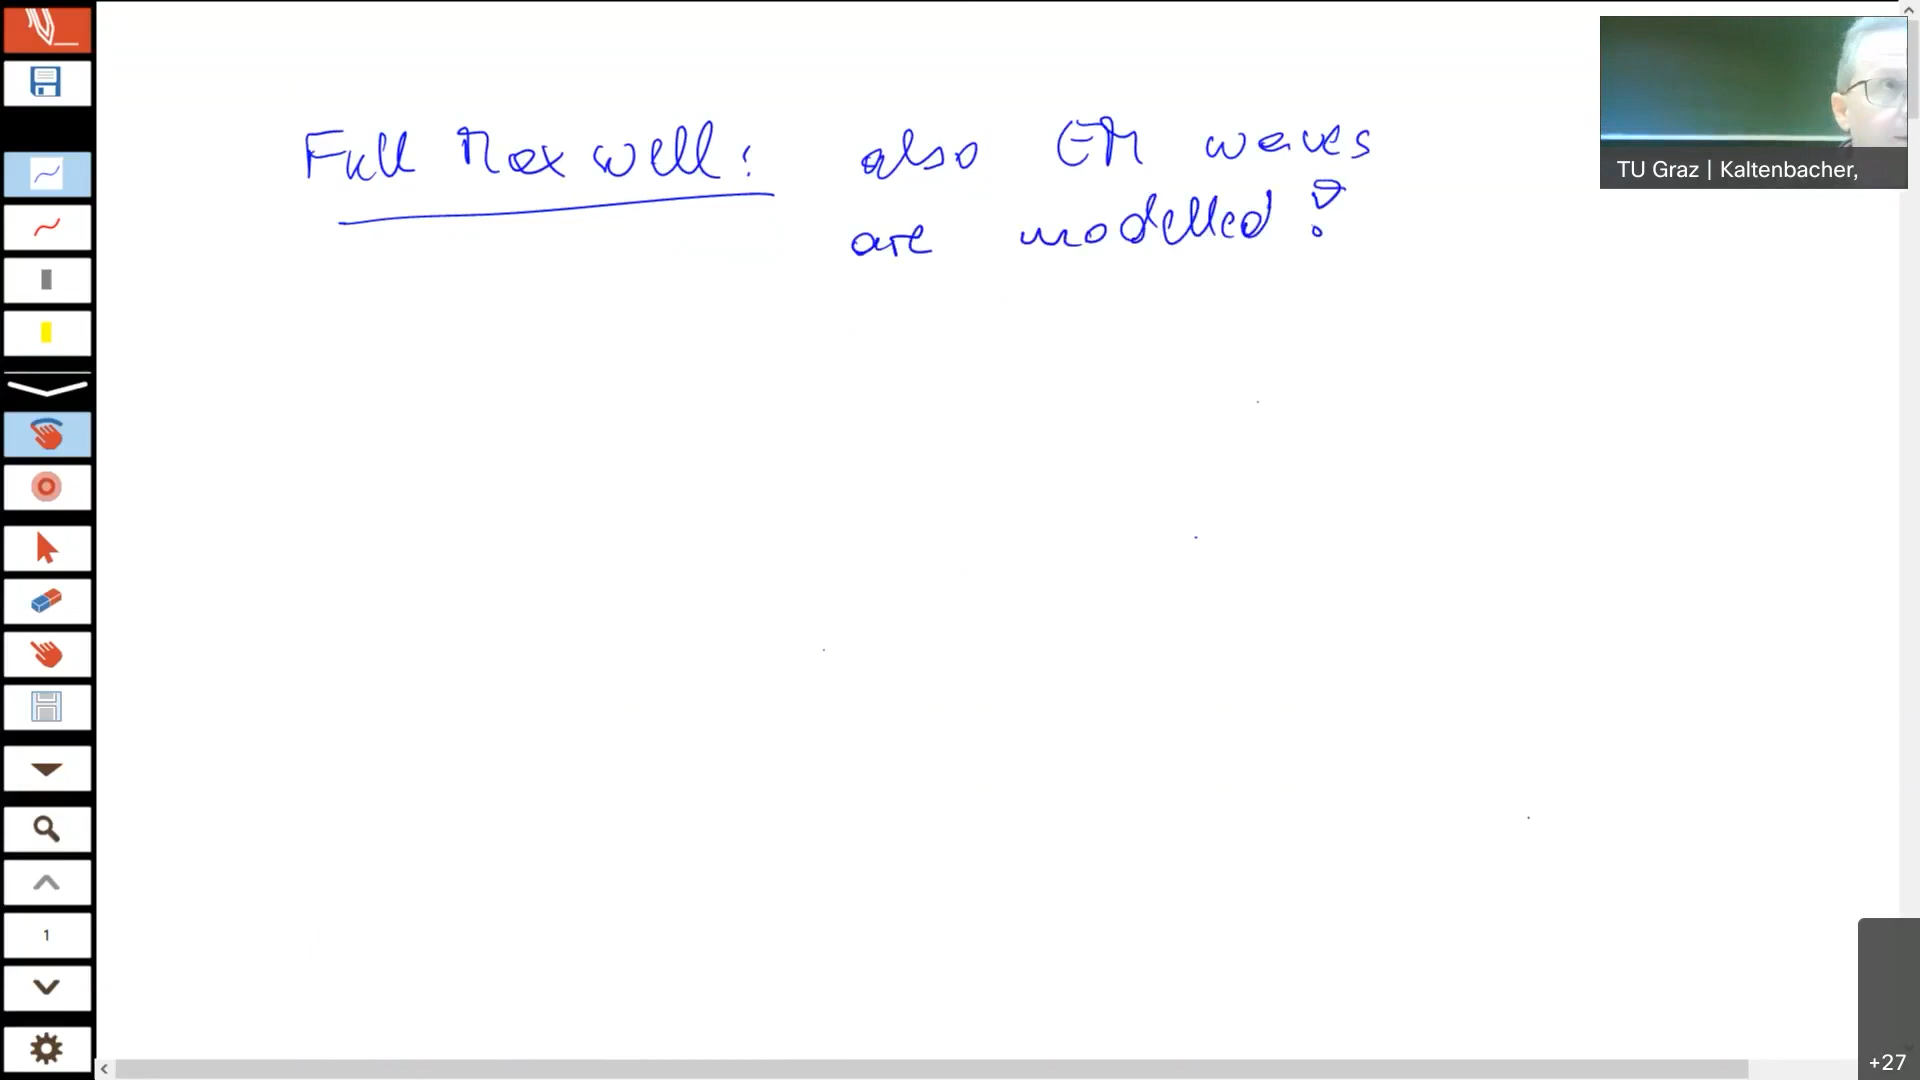 Full Maxwell: also EM waves
are modelled!
TU Graz | Kaltenbacher,
1
+27